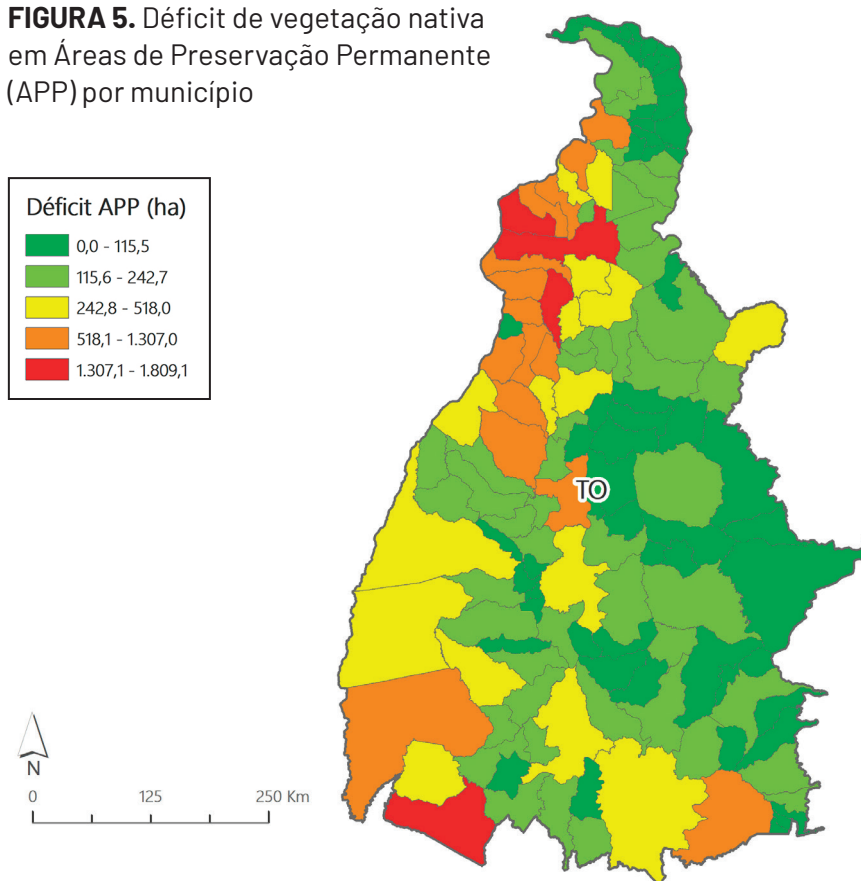 FIGURA 5. Déficit de vegetação nativa
em Áreas de Preservação Permanente
(APP) por município
Déficit APP (ha)
0,0 - 115,5
115,6 - 242,7
242,8 - 518,0
518,1 - 1.307,0
1.307,1 - 1.809,1
TO
N
0 125 250 Km